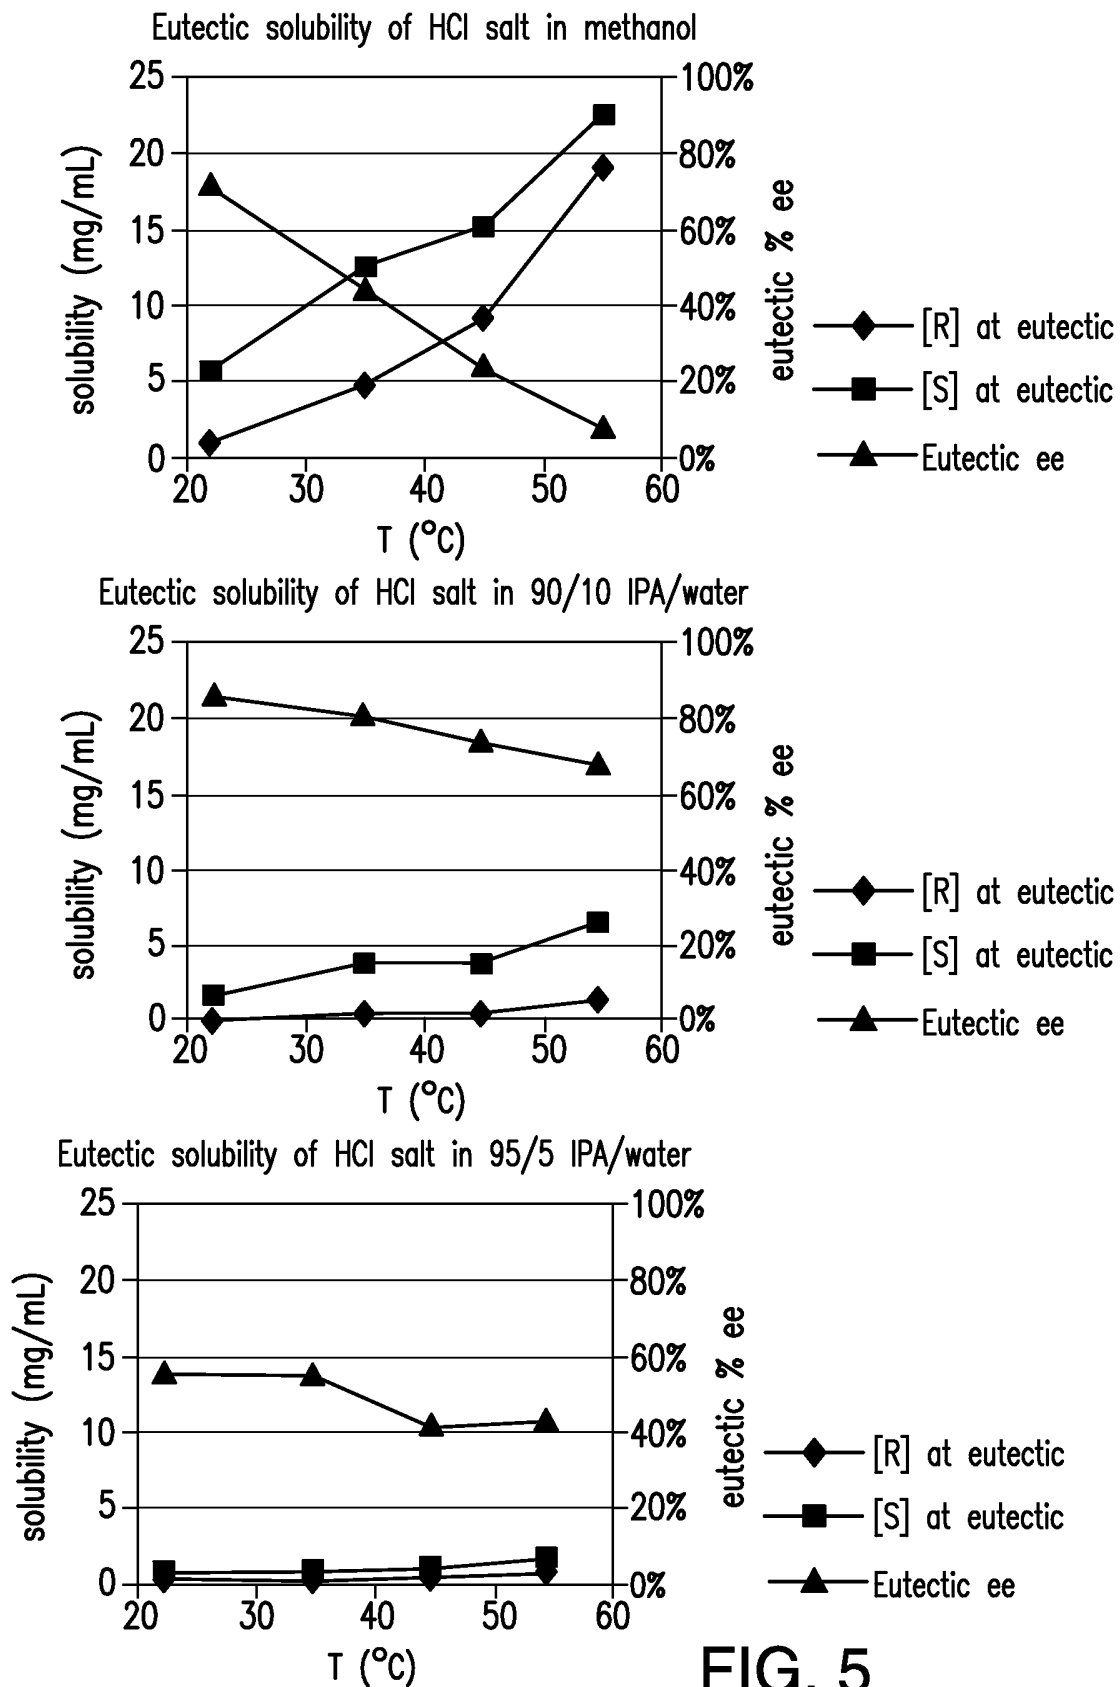 Eutectic solubility of HCl salt in methanol
25
20
15
10
5
0
solubility (mg/mL)
100%
80%
60%
40%
20%
0%
eutectic % ee
20 30 40 50 60
T (°C)
[R] at eutectic
[S] at eutectic
Eutectic ee
Eutectic solubility of HCl salt in 90/10 IPA/water
25
20
15
10
5
0
solubility (mg/mL)
100%
80%
60%
40%
20%
0%
eutectic % ee
20 30 40 50 60
T (°C)
[R] at eutectic
[S] at eutectic
Eutectic ee
Eutectic solubility of HCl salt in 95/5 IPA/water
25
20
15
10
5
0
solubility (mg/mL)
100%
80%
60%
40%
20%
0%
eutectic % ee
20 30 40 50 60
T (°C)
[R] at eutectic
[S] at eutectic
Eutectic ee
FIG. 5